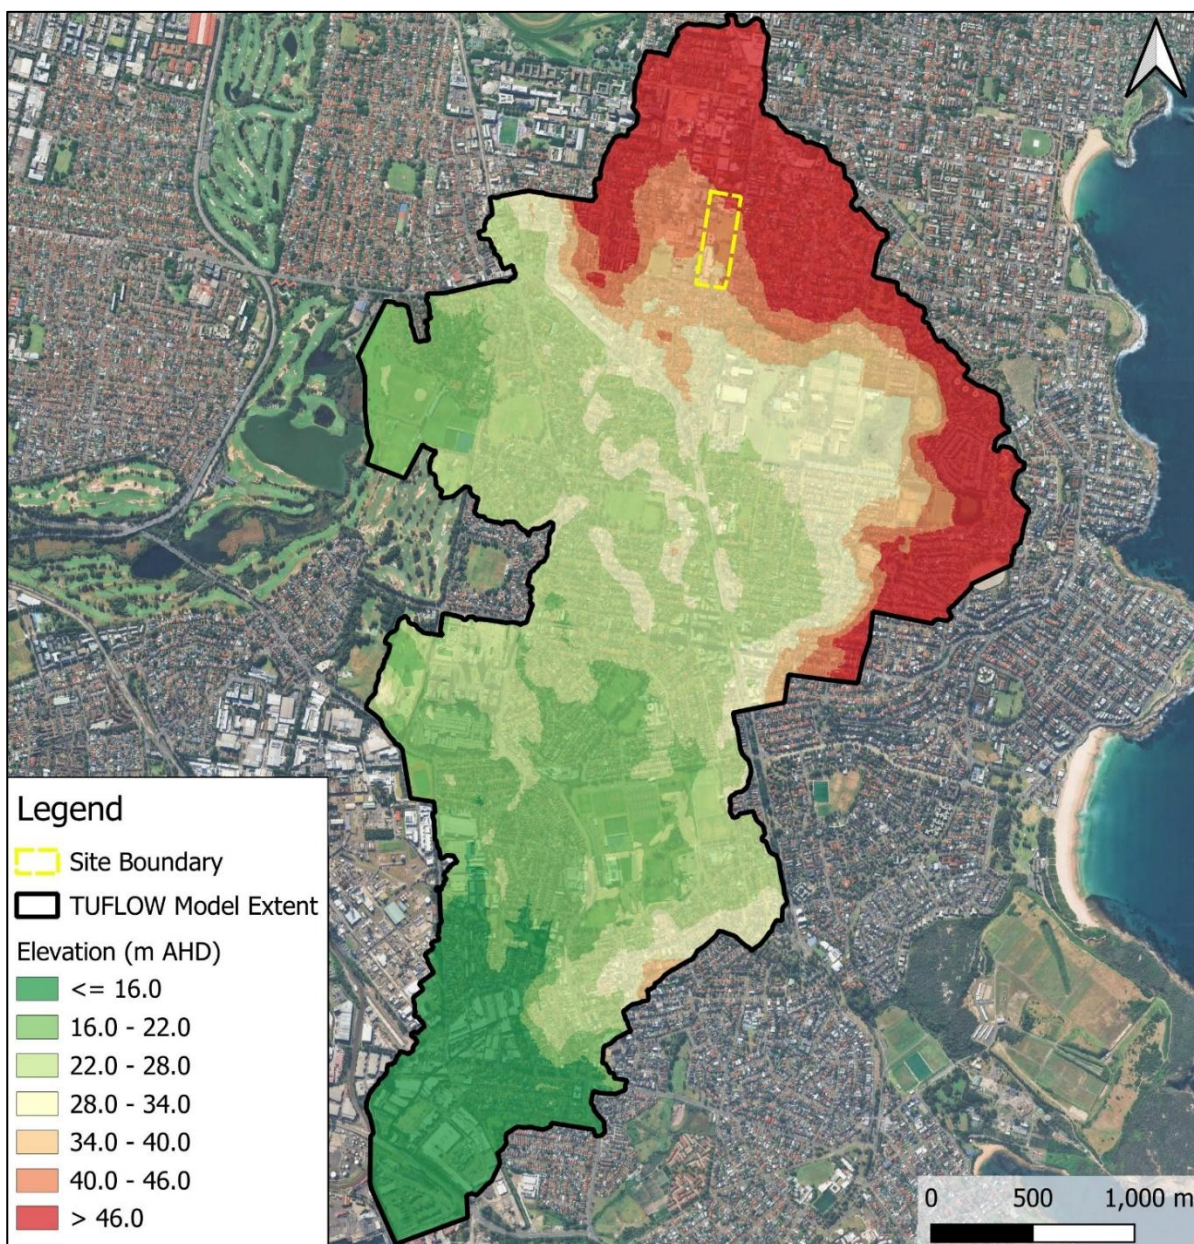 Legend
Site Boundary
TUFLOW Model Extent
Elevation (m AHD)
<= 16.0
16.0 - 22.0
22.0 - 28.0
28.0 - 34.0
34.0 - 40.0
40.0 - 46.0
> 46.0
0 500 1,000 m